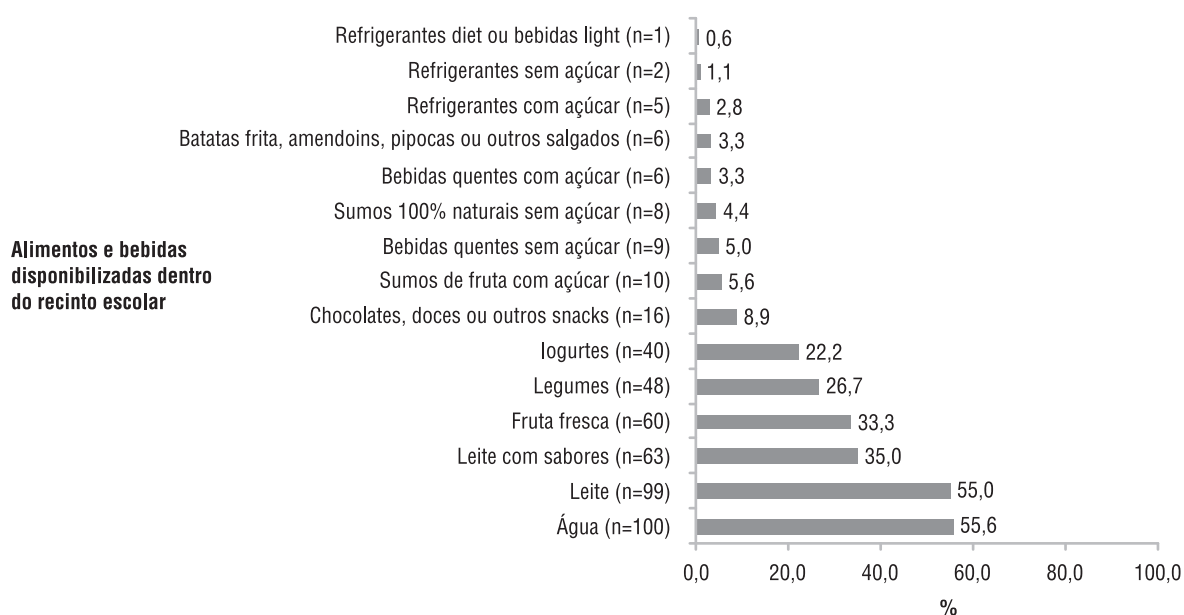 Refrigerantes diet ou bebidas light (n=1) 0,6
Refrigerantes sem açúcar (n=2) 1,1
Refrigerantes com açúcar (n=5) 2,8
Batatas frita, amendoins, pipocas ou outros salgados (n=6) 3,3
Bebidas quentes com açúcar (n=6) 3,3
Sumos 100% naturais sem açúcar (n=8) 4,4
Alimentos e bebidas
disponibilizadas dentro
do recinto escolar
Bebidas quentes sem açúcar (n=9) 5,0
Sumos de fruta com açúcar (n=10) 5,6
Chocolates, doces ou outros snacks (n=16) 8,9
Iogurtes (n=40) 22,2
Legumes (n=48) 26,7
Fruta fresca (n=60) 33,3
Leite com sabores (n=63) 35,0
Leite (n=99) 55,0
Água (n=100) 55,6
0,0 20,0 40,0 60,0 80,0 100,0
%